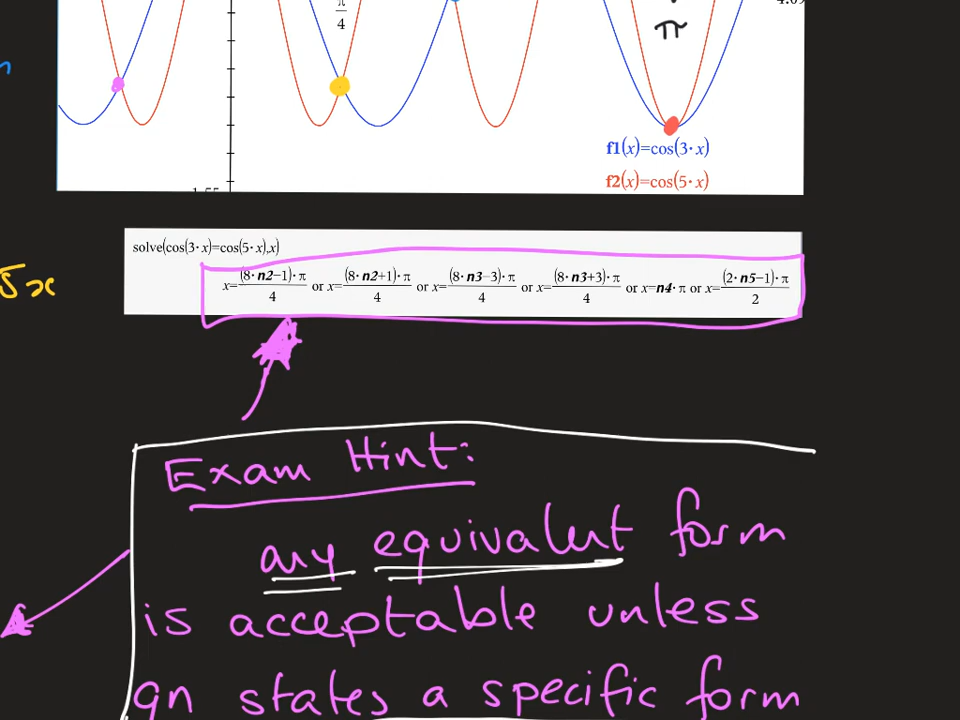 π
4
π
f1(x)=cos(3·x)
f2(x)=cos(5·x)
solve(cos(3·x)=cos(5·x),x)
5x
x=(8·n2−1)·π/4 or x=(8·n2+1)·π/4 or x=(8·n3−3)·π/4 or x=(8·n3+3)·π/4 or x=n4·π or x=(2·n5−1)·π/2
Exam Hint:
any equivalent form
is acceptable unless
qn states a specific form